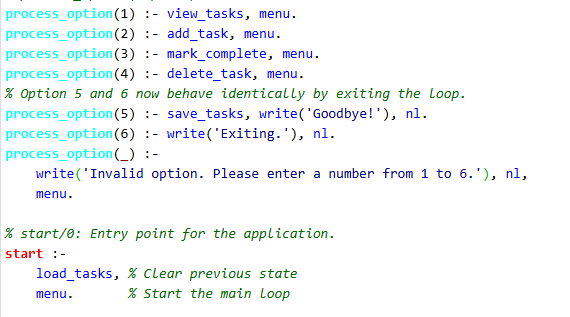 process_option(1) :- view_tasks, menu.
process_option(2) :- add_task, menu.
process_option(3) :- mark_complete, menu.
process_option(4) :- delete_task, menu.
% Option 5 and 6 now behave identically by exiting the loop.
process_option(5) :- save_tasks, write('Goodbye!'), nl.
process_option(6) :- write('Exiting.'), nl.
process_option(_) :-
    write('Invalid option. Please enter a number from 1 to 6.'), nl,
    menu.

% start/0: Entry point for the application.
start :-
    load_tasks, % Clear previous state
    menu.       % Start the main loop